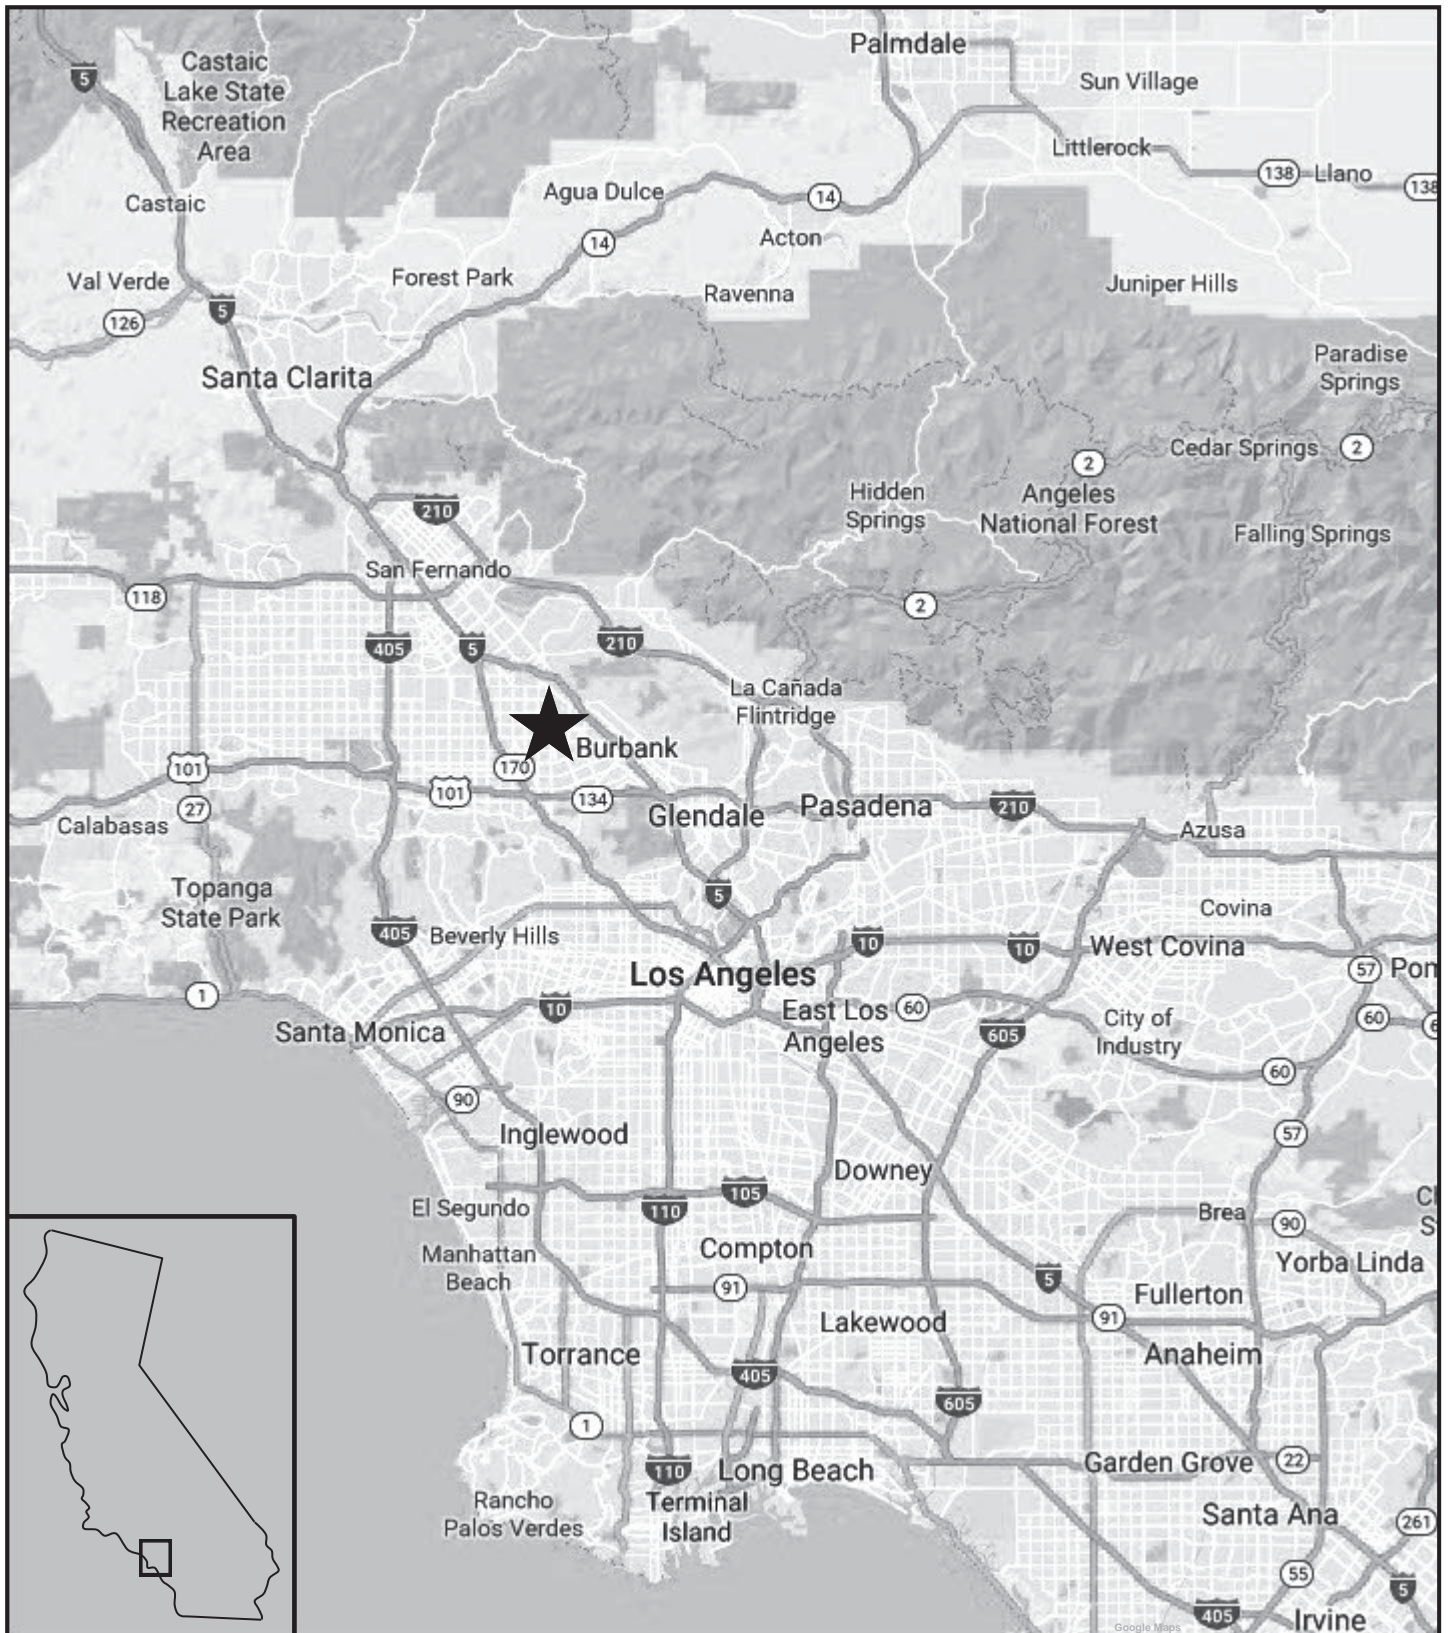 Palmdale
5
Castaic
Lake State
Recreation
Area
Sun Village
Littlerock
138
Llano
138
Castaic
Agua Dulce
14
14
Acton
Val Verde
Forest Park
Ravenna
Juniper Hills
5
126
Santa Clarita
Paradise
Springs
Cedar Springs
2
2
Hidden
Springs
Angeles
National Forest
Falling Springs
210
San Fernando
118
2
405
5
210
La Cañada
Flintridge
Burbank
170
101
101
134
27
Calabasas
Glendale
Pasadena
210
Azusa
Topanga
State Park
5
Covina
405
Beverly Hills
10
10
West Covina
Los Angeles
57
Pom
1
10
East Los
Angeles
60
City of
Industry
60
6
Santa Monica
605
60
90
Inglewood
57
Downey
El Segundo
110
105
Brea
90
Manhattan
Beach
Compton
Yorba Linda
91
5
Fullerton
91
Lakewood
Torrance
Anaheim
405
605
1
110
Long Beach
Garden Grove
22
Rancho
Palos Verdes
Terminal
Island
Santa Ana
261
55
5
405
Irvine
Google Maps